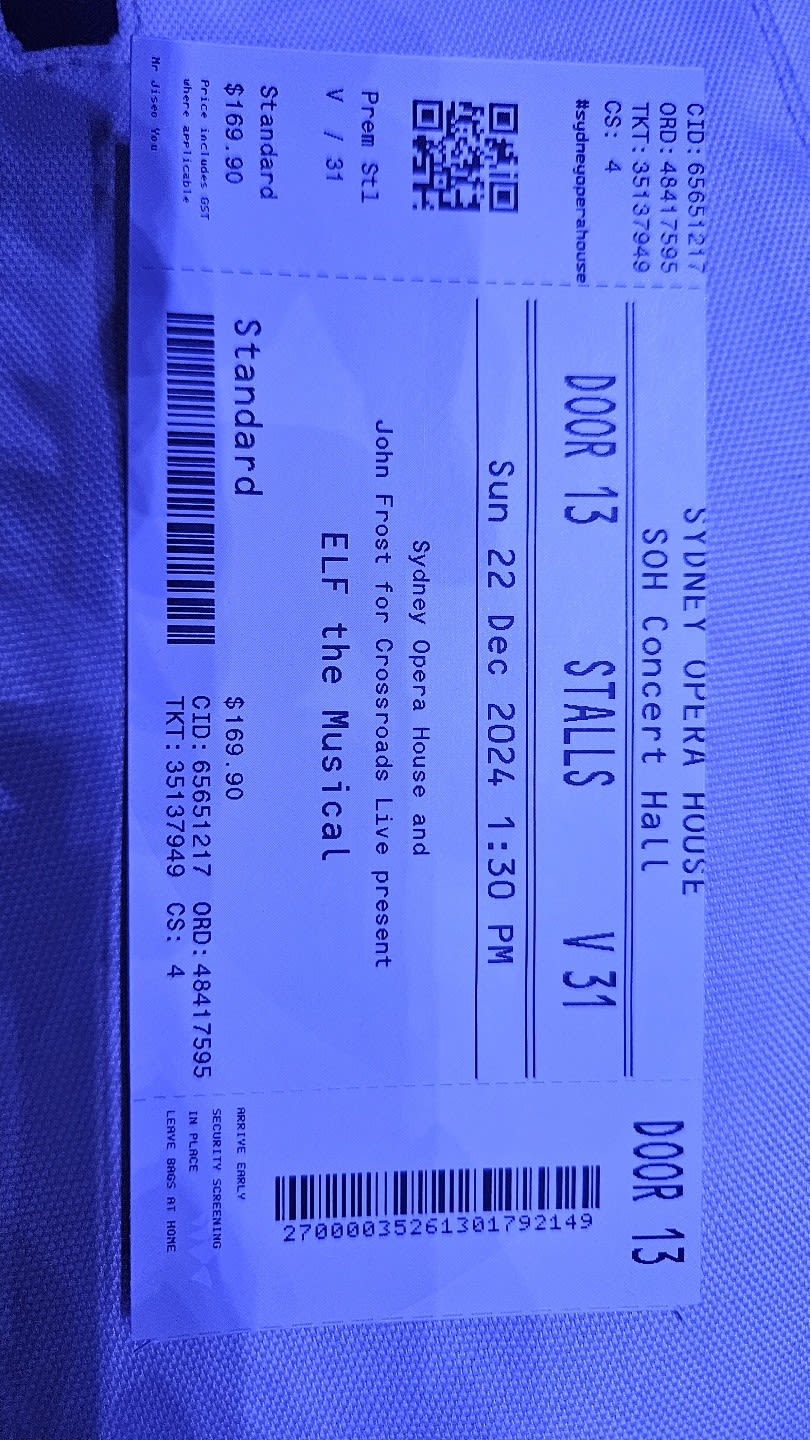 CID: 65651217
ORD: 48417595
TKT: 35137949
CS: 4
#sydneyoperahouse
Prem Stl
V / 31
Standard
$169.90
Price includes GST
where applicable
Mr Jiseo You
SYDNEY OPERA HOUSE
SOH Concert Hall
DOOR 13 STALLS V 31
Sun 22 Dec 2024 1:30 PM
Sydney Opera House and
John Frost for Crossroads Live present
ELF the Musical
Standard $169.90
CID: 65651217 ORD: 48417595
TKT: 35137949 CS: 4
DOOR 13
27000035261301792149
ARRIVE EARLY
SECURITY SCREENING
IN PLACE
LEAVE BAGS AT HOME